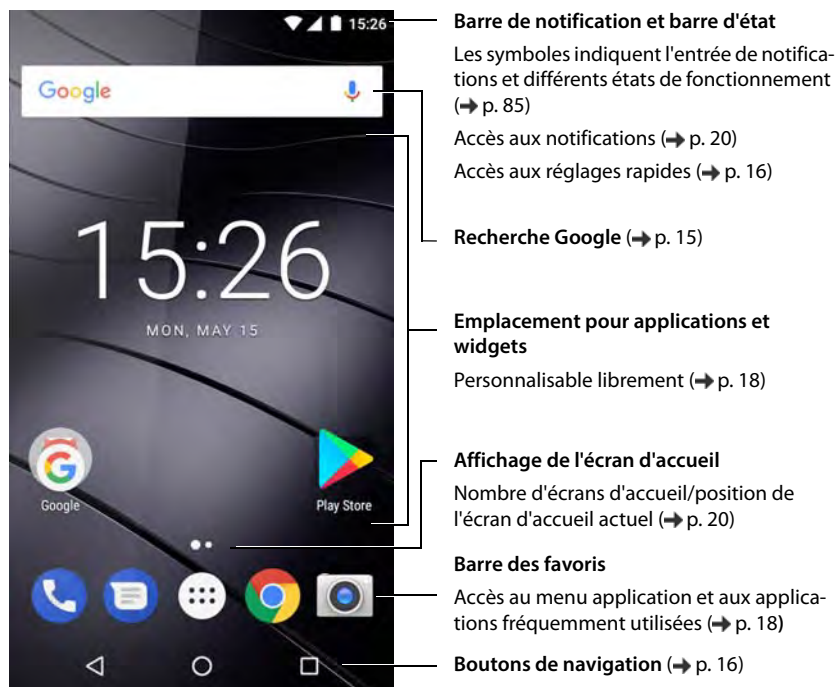 15:26
Google
15:26
MON, MAY 15
Google
Play Store
Barre de notification et barre d'état
Les symboles indiquent l'entrée de notifica-
tions et différents états de fonctionnement
(➔ p. 85)
Accès aux notifications (➔ p. 20)
Accès aux réglages rapides (➔ p. 16)
Recherche Google (➔ p. 15)
Emplacement pour applications et
widgets
Personnalisable librement (➔ p. 18)
Affichage de l'écran d'accueil
Nombre d'écrans d'accueil/position de
l'écran d'accueil actuel (➔ p. 20)
Barre des favoris
Accès au menu application et aux applica-
tions fréquemment utilisées (➔ p. 18)
Boutons de navigation (➔ p. 16)